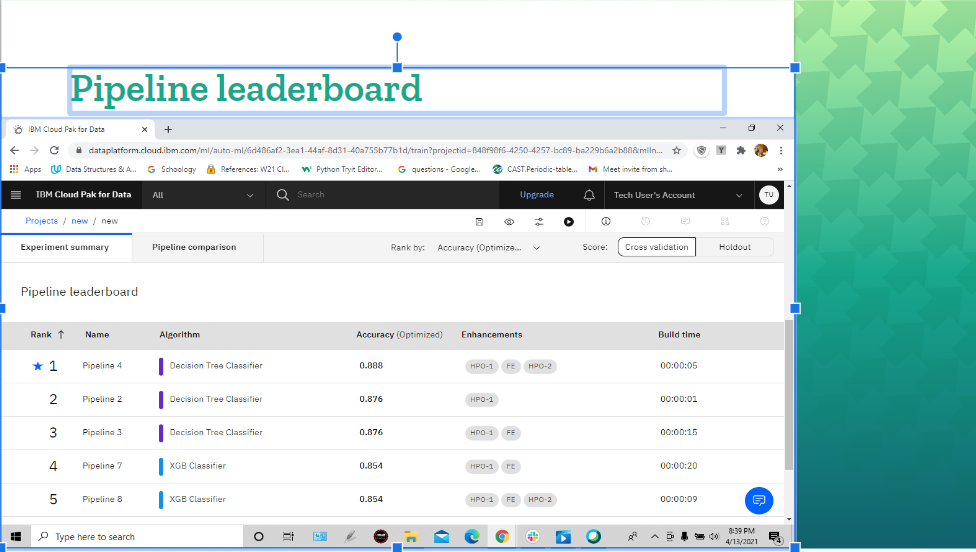 Pipeline leaderboard
IBM Cloud Pak for Data
dataplatform.cloud.ibm.com/ml/auto-ml/6d486af2-3ea1-44af-8d31-40a755b77b1d/train?projectid=848f98f6-4250-4257-bc89-ba229b6a2b88&mlIn...
Apps Data Structures & A... Schoology References: W21 Cl... Python Tryit Editor... questions - Google... CAST.Periodic-table... Meet invite from sh... »
IBM Cloud Pak for Data All Search Upgrade Tech User's Account TU
Projects / new / new
Experiment summary Pipeline comparison Rank by: Accuracy (Optimize... Score: Cross validation Holdout
Pipeline leaderboard
Rank ↑ Name Algorithm Accuracy (Optimized) Enhancements Build time
★ 1 Pipeline 4 Decision Tree Classifier 0.888 HPO-1 FE HPO-2 00:00:05
2 Pipeline 2 Decision Tree Classifier 0.876 HPO-1 00:00:01
3 Pipeline 3 Decision Tree Classifier 0.876 HPO-1 FE 00:00:15
4 Pipeline 7 XGB Classifier 0.854 HPO-1 FE 00:00:20
5 Pipeline 8 XGB Classifier 0.854 HPO-1 FE HPO-2 00:00:09
Type here to search
8:39 PM
4/13/2021
4